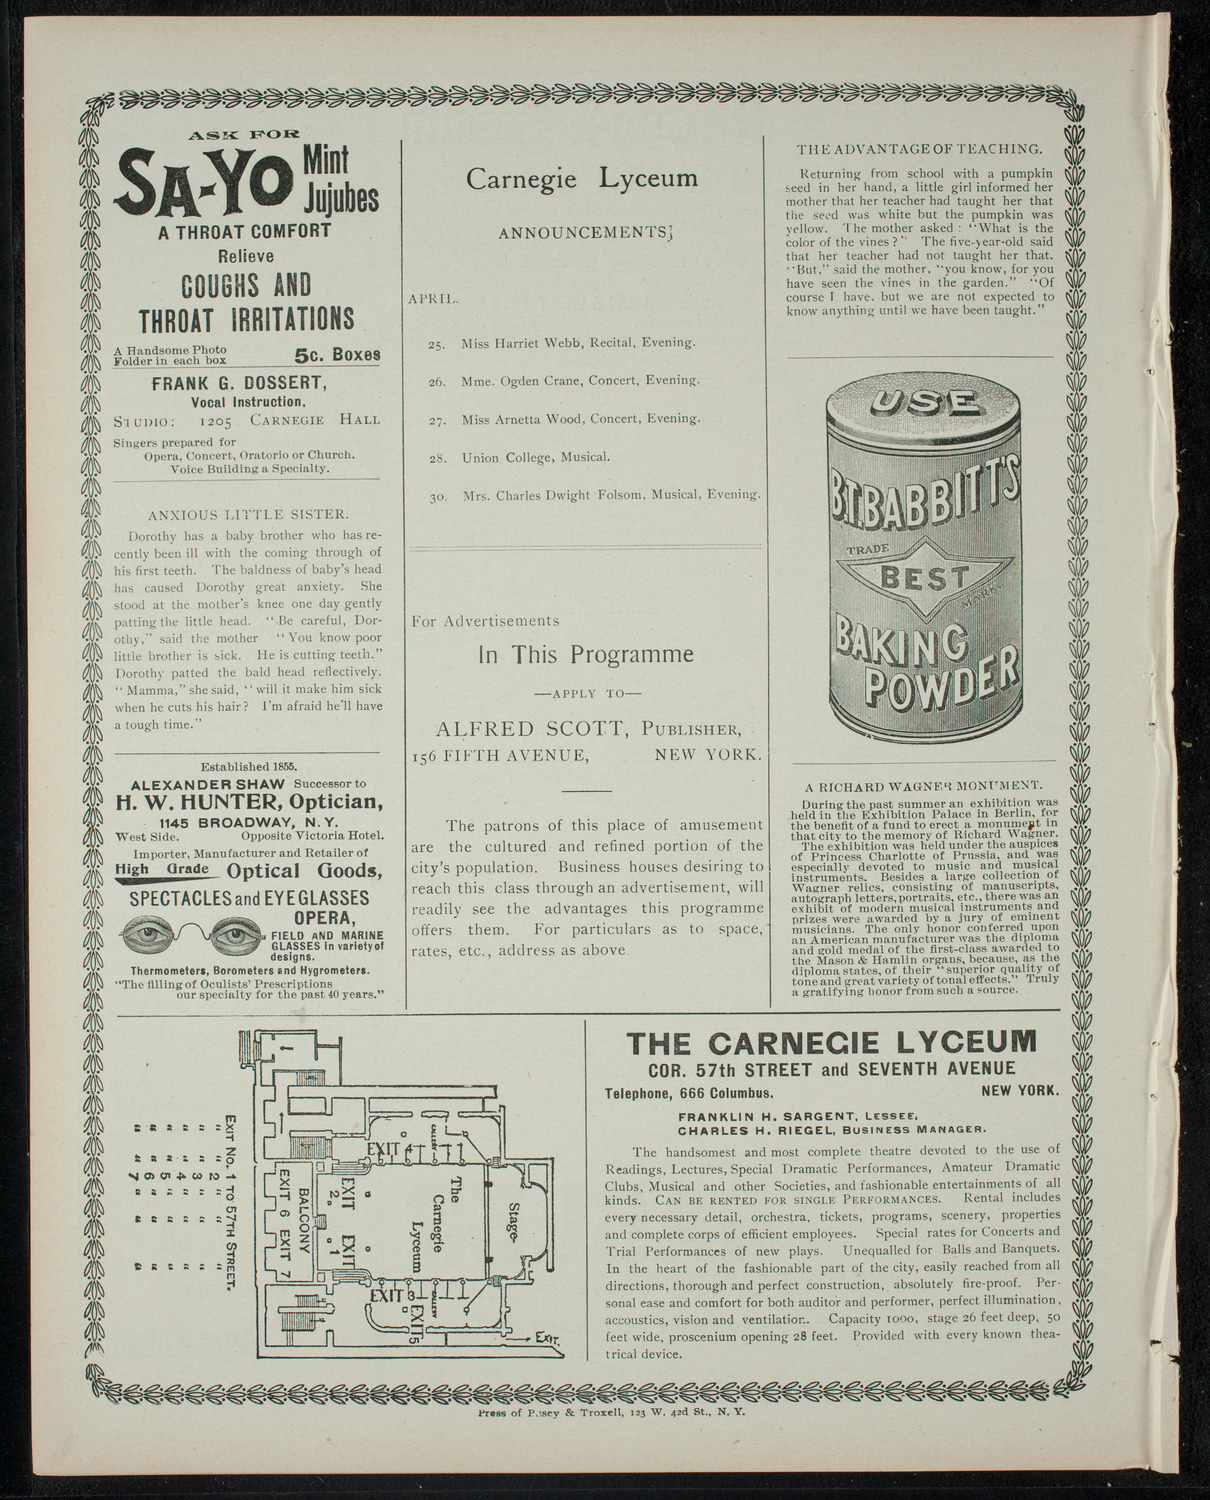 ASK FOR
SA-YO Mint Jujubes
A THROAT COMFORT
Relieve
COUGHS AND
THROAT IRRITATIONS
A Handsome Photo
Folder in each box
5c. Boxes
FRANK G. DOSSERT,
Vocal Instruction.
STUDIO: 1205 CARNEGIE HALL
Singers prepared for
Opera, Concert, Oratorio or Church.
Voice Building a Specialty.
ANXIOUS LITTLE SISTER.
Dorothy has a baby brother who has re-
cently been ill with the coming through of
his first teeth. The baldness of baby's head
has caused Dorothy great anxiety. She
stood at the mother's knee one day gently
patting the little head. "Be careful, Dor-
othy," said the mother "You know poor
little brother is sick. He is cutting teeth."
Dorothy patted the bald head reflectively.
"Mamma," she said, "will it make him sick
when he cuts his hair? I'm afraid he'll have
a tough time."
Established 1855.
ALEXANDER SHAW Successor to
H. W. HUNTER, Optician,
1145 BROADWAY, N. Y.
West Side. Opposite Victoria Hotel.
Importer, Manufacturer and Retailer of
High Grade Optical Goods,
SPECTACLES and EYEGLASSES
OPERA,
FIELD AND MARINE
GLASSES in variety of
designs.
Thermometers, Borometers and Hygrometers.
"The filling of Oculists' Prescriptions
our specialty for the past 40 years."
Carnegie Lyceum
ANNOUNCEMENTS;
APRIL.
25. Miss Harriet Webb, Recital, Evening.
26. Mme. Ogden Crane, Concert, Evening.
27. Miss Arnetta Wood, Concert, Evening.
28. Union College, Musical.
30. Mrs. Charles Dwight Folsom, Musical, Evening.
For Advertisements
In This Programme
—APPLY TO—
ALFRED SCOTT, PUBLISHER,
156 FIFTH AVENUE, NEW YORK.
The patrons of this place of amusement
are the cultured and refined portion of the
city's population. Business houses desiring to
reach this class through an advertisement, will
readily see the advantages this programme
offers them. For particulars as to space,
rates, etc., address as above
THE ADVANTAGE OF TEACHING.
Returning from school with a pumpkin
seed in her hand, a little girl informed her
mother that her teacher had taught her that
the seed was white but the pumpkin was
yellow. The mother asked: "What is the
color of the vines?" The five-year-old said
that her teacher had not taught her that.
"But," said the mother, "you know, for you
have seen the vines in the garden." "Of
course I have, but we are not expected to
know anything until we have been taught."
USE
B.T. BABBITT'S
TRADE
BEST
MARK
BAKING
POWDER
A RICHARD WAGNER MONUMENT.
During the past summer an exhibition was
held in the Exhibition Palace in Berlin, for
the benefit of a fund to erect a monument in
that city to the memory of Richard Wagner.
The exhibition was held under the auspices
of Princess Charlotte of Prussia, and was
especially devoted to music and musical
instruments. Besides a large collection of
Wagner relics, consisting of manuscripts,
autograph letters, portraits, etc., there was an
exhibit of modern musical instruments and
prizes were awarded by a jury of eminent
musicians. The only honor conferred upon
an American manufacturer was the diploma
and gold medal of the first-class awarded to
the Mason & Hamlin organs, because, as the
diploma states, of their "superior quality of
tone and great variety of tonal effects." Truly
a gratifying honor from such a source.
EXIT NO. 1 TO 57TH STREET.
" " 2 " " "
" " 3 " " "
" " 4 " " "
" " 5 " " "
" " 6 " " "
" " 7 " " "
BALCONY
EXIT 6 EXIT 7
EXIT 2
EXIT 1
EXIT 4
GALLERY
The
Carnegie
Lyceum
Stage
EXIT 3
GALLERY
EXIT 5
EXIT.
THE CARNEGIE LYCEUM
COR. 57th STREET and SEVENTH AVENUE
Telephone, 666 Columbus. NEW YORK.
FRANKLIN H. SARGENT, LESSEE,
CHARLES H. RIEGEL, BUSINESS MANAGER.
The handsomest and most complete theatre devoted to the use of
Readings, Lectures, Special Dramatic Performances, Amateur Dramatic
Clubs, Musical and other Societies, and fashionable entertainments of all
kinds. CAN BE RENTED FOR SINGLE PERFORMANCES. Rental includes
every necessary detail, orchestra, tickets, programs, scenery, properties
and complete corps of efficient employees. Special rates for Concerts and
Trial Performances of new plays. Unequalled for Balls and Banquets.
In the heart of the fashionable part of the city, easily reached from all
directions, thorough and perfect construction, absolutely fire-proof. Per-
sonal ease and comfort for both auditor and performer, perfect illumination,
accoustics, vision and ventilation. Capacity 1000, stage 26 feet deep, 50
feet wide, proscenium opening 28 feet. Provided with every known thea-
trical device.
Press of Pusey & Troxell, 123 W. 42d St., N. Y.